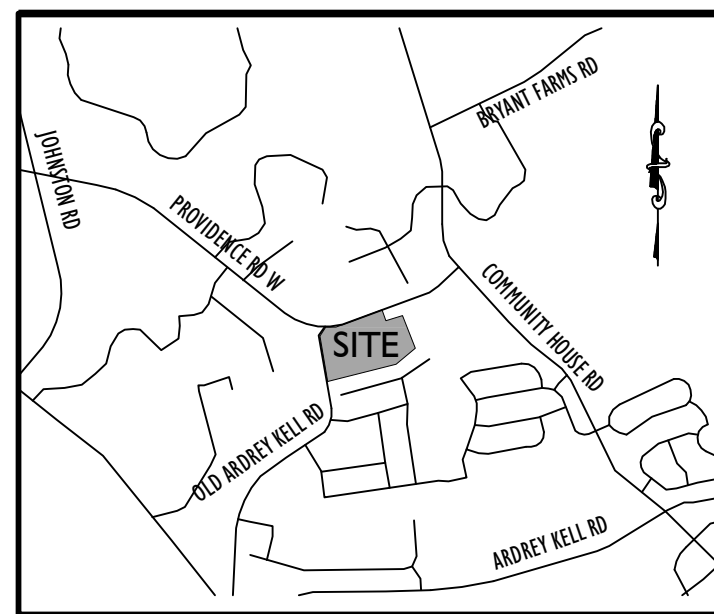 BRYANT FARMS RD
JOHNSTON RD
PROVIDENCE RD W
COMMUNITY HOUSE RD
SITE
OLD ARDREY KELL RD
ARDREY KELL RD